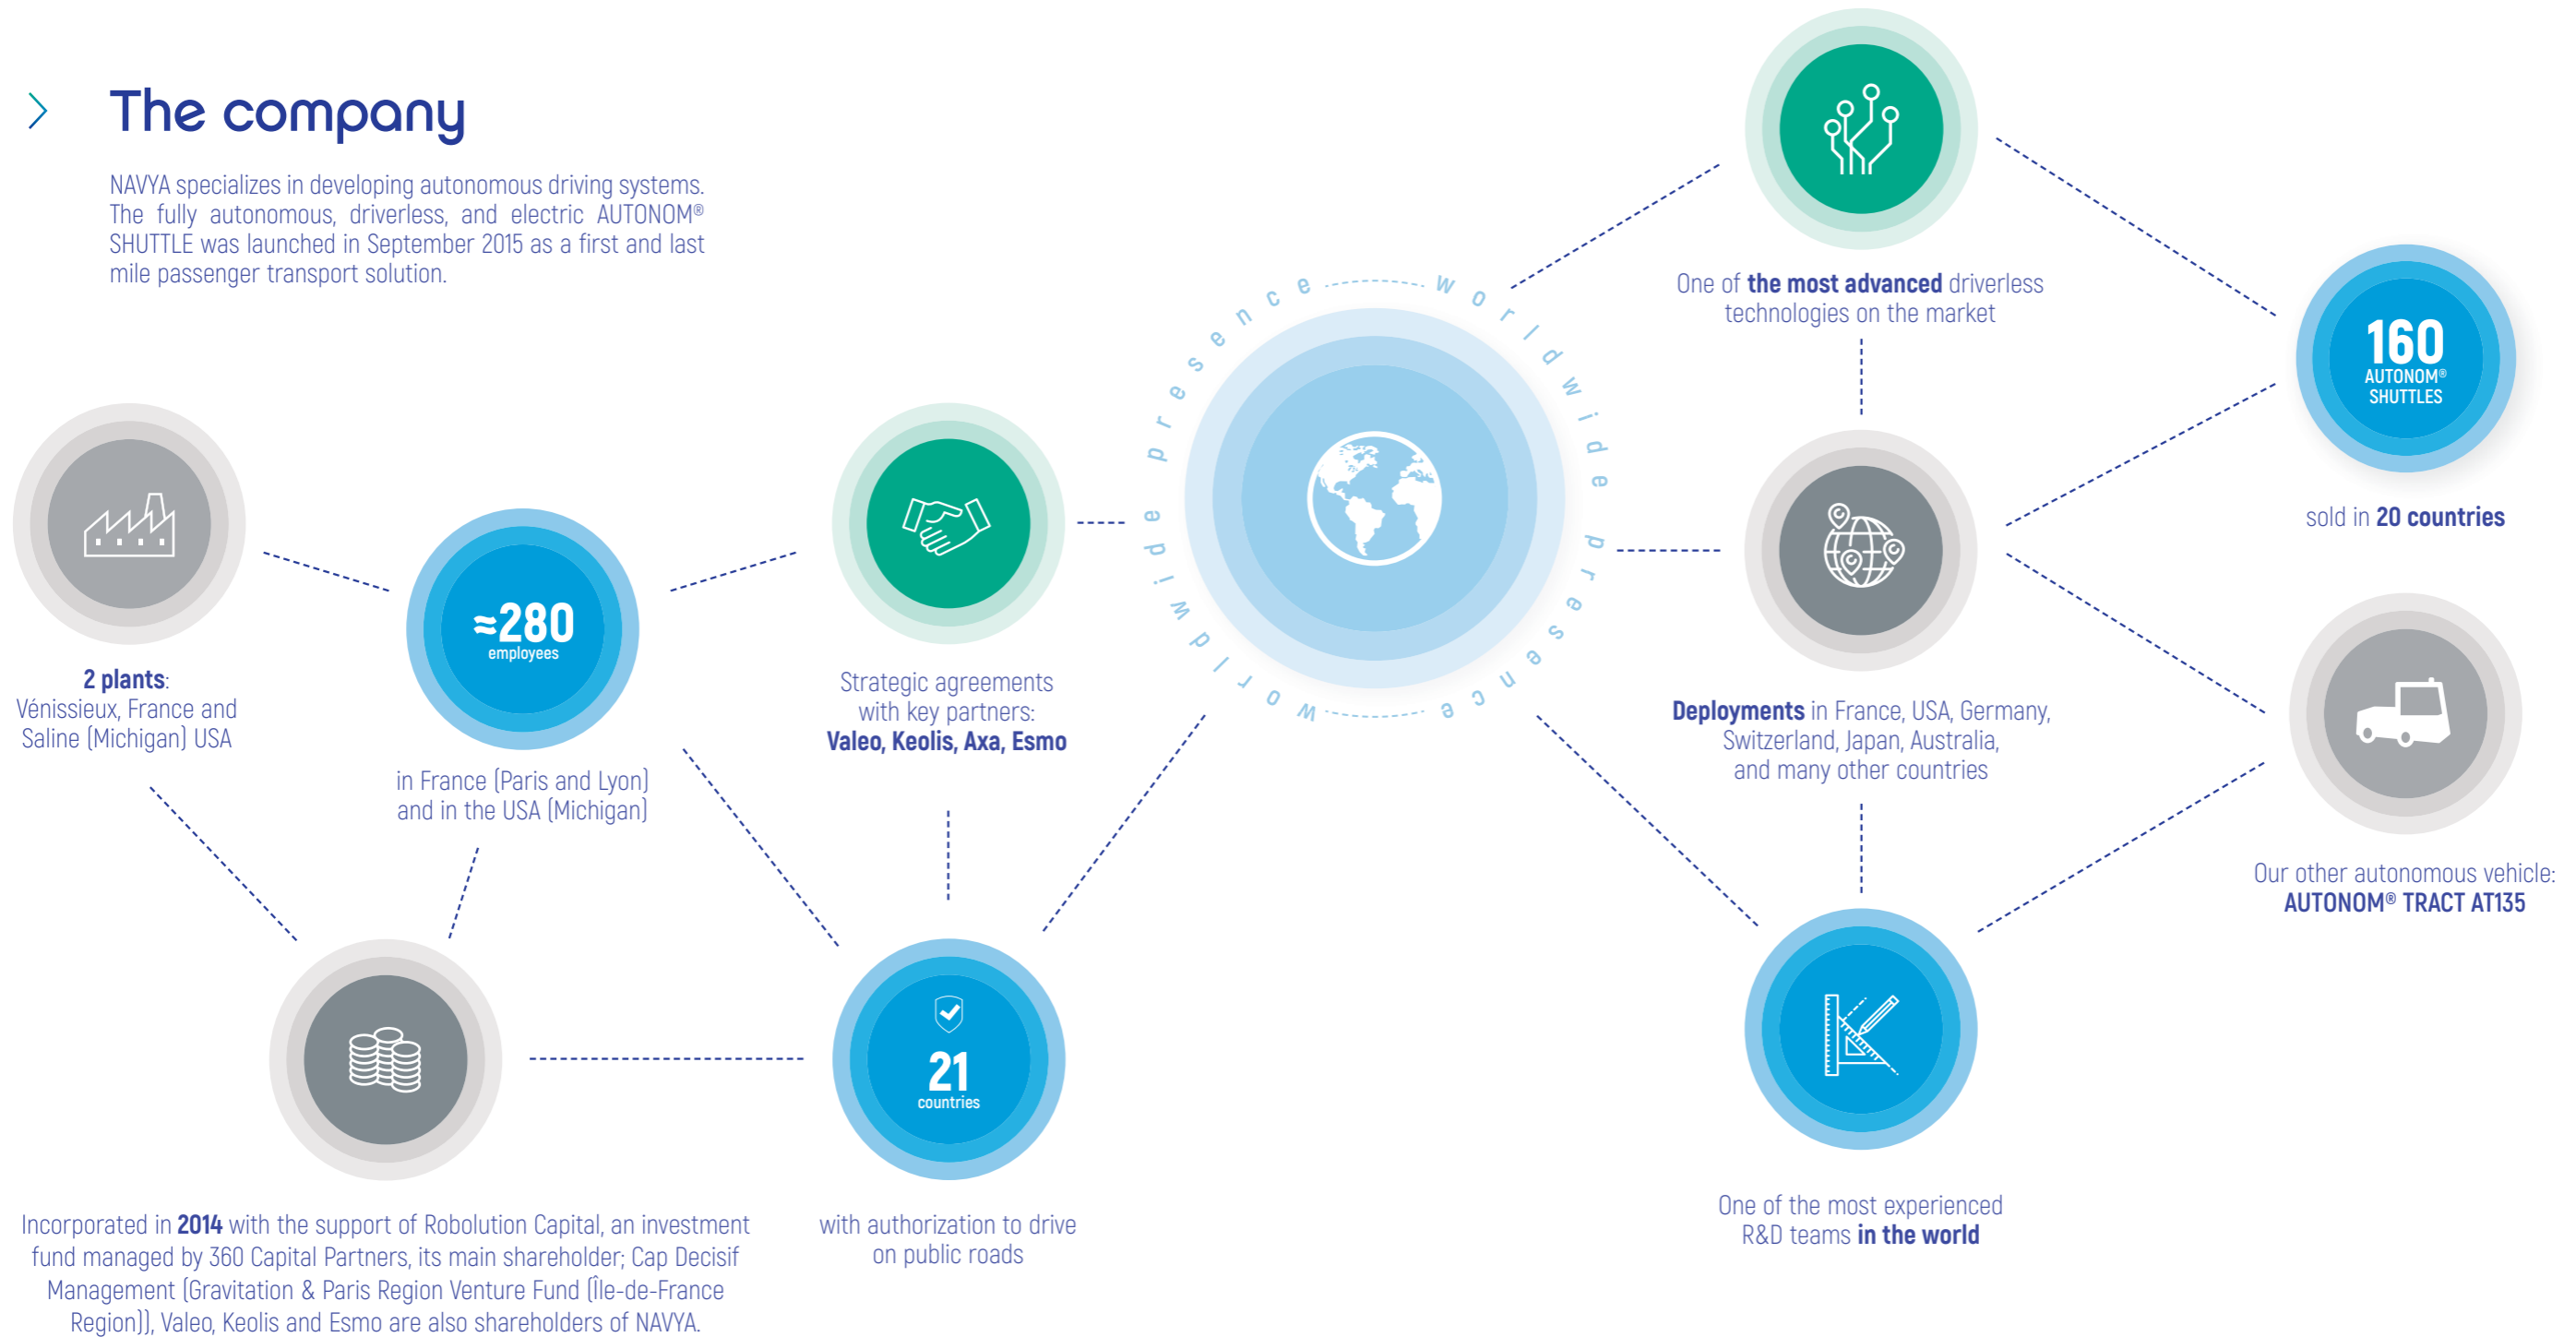 The company
NAVYA specializes in developing autonomous driving systems.
The fully autonomous, driverless, and electric AUTONOM®
SHUTTLE was launched in September 2015 as a first and last
mile passenger transport solution.
2 plants:
Vénissieux, France and
Saline (Michigan) USA
≈280
employees
in France (Paris and Lyon)
and in the USA (Michigan)
Incorporated in 2014 with the support of Robolution Capital, an investment
fund managed by 360 Capital Partners, its main shareholder; Cap Decisif
Management (Gravitation & Paris Region Venture Fund (Île-de-France
Region)), Valeo, Keolis and Esmo are also shareholders of NAVYA.
Strategic agreements
with key partners:
Valeo, Keolis, Axa, Esmo
21
countries
with authorization to drive
on public roads
worldwide presence
worldwide presence
One of the most advanced driverless
technologies on the market
Deployments in France, USA, Germany,
Switzerland, Japan, Australia,
and many other countries
One of the most experienced
R&D teams in the world
160
AUTONOM®
SHUTTLES
sold in 20 countries
Our other autonomous vehicle:
AUTONOM® TRACT AT135